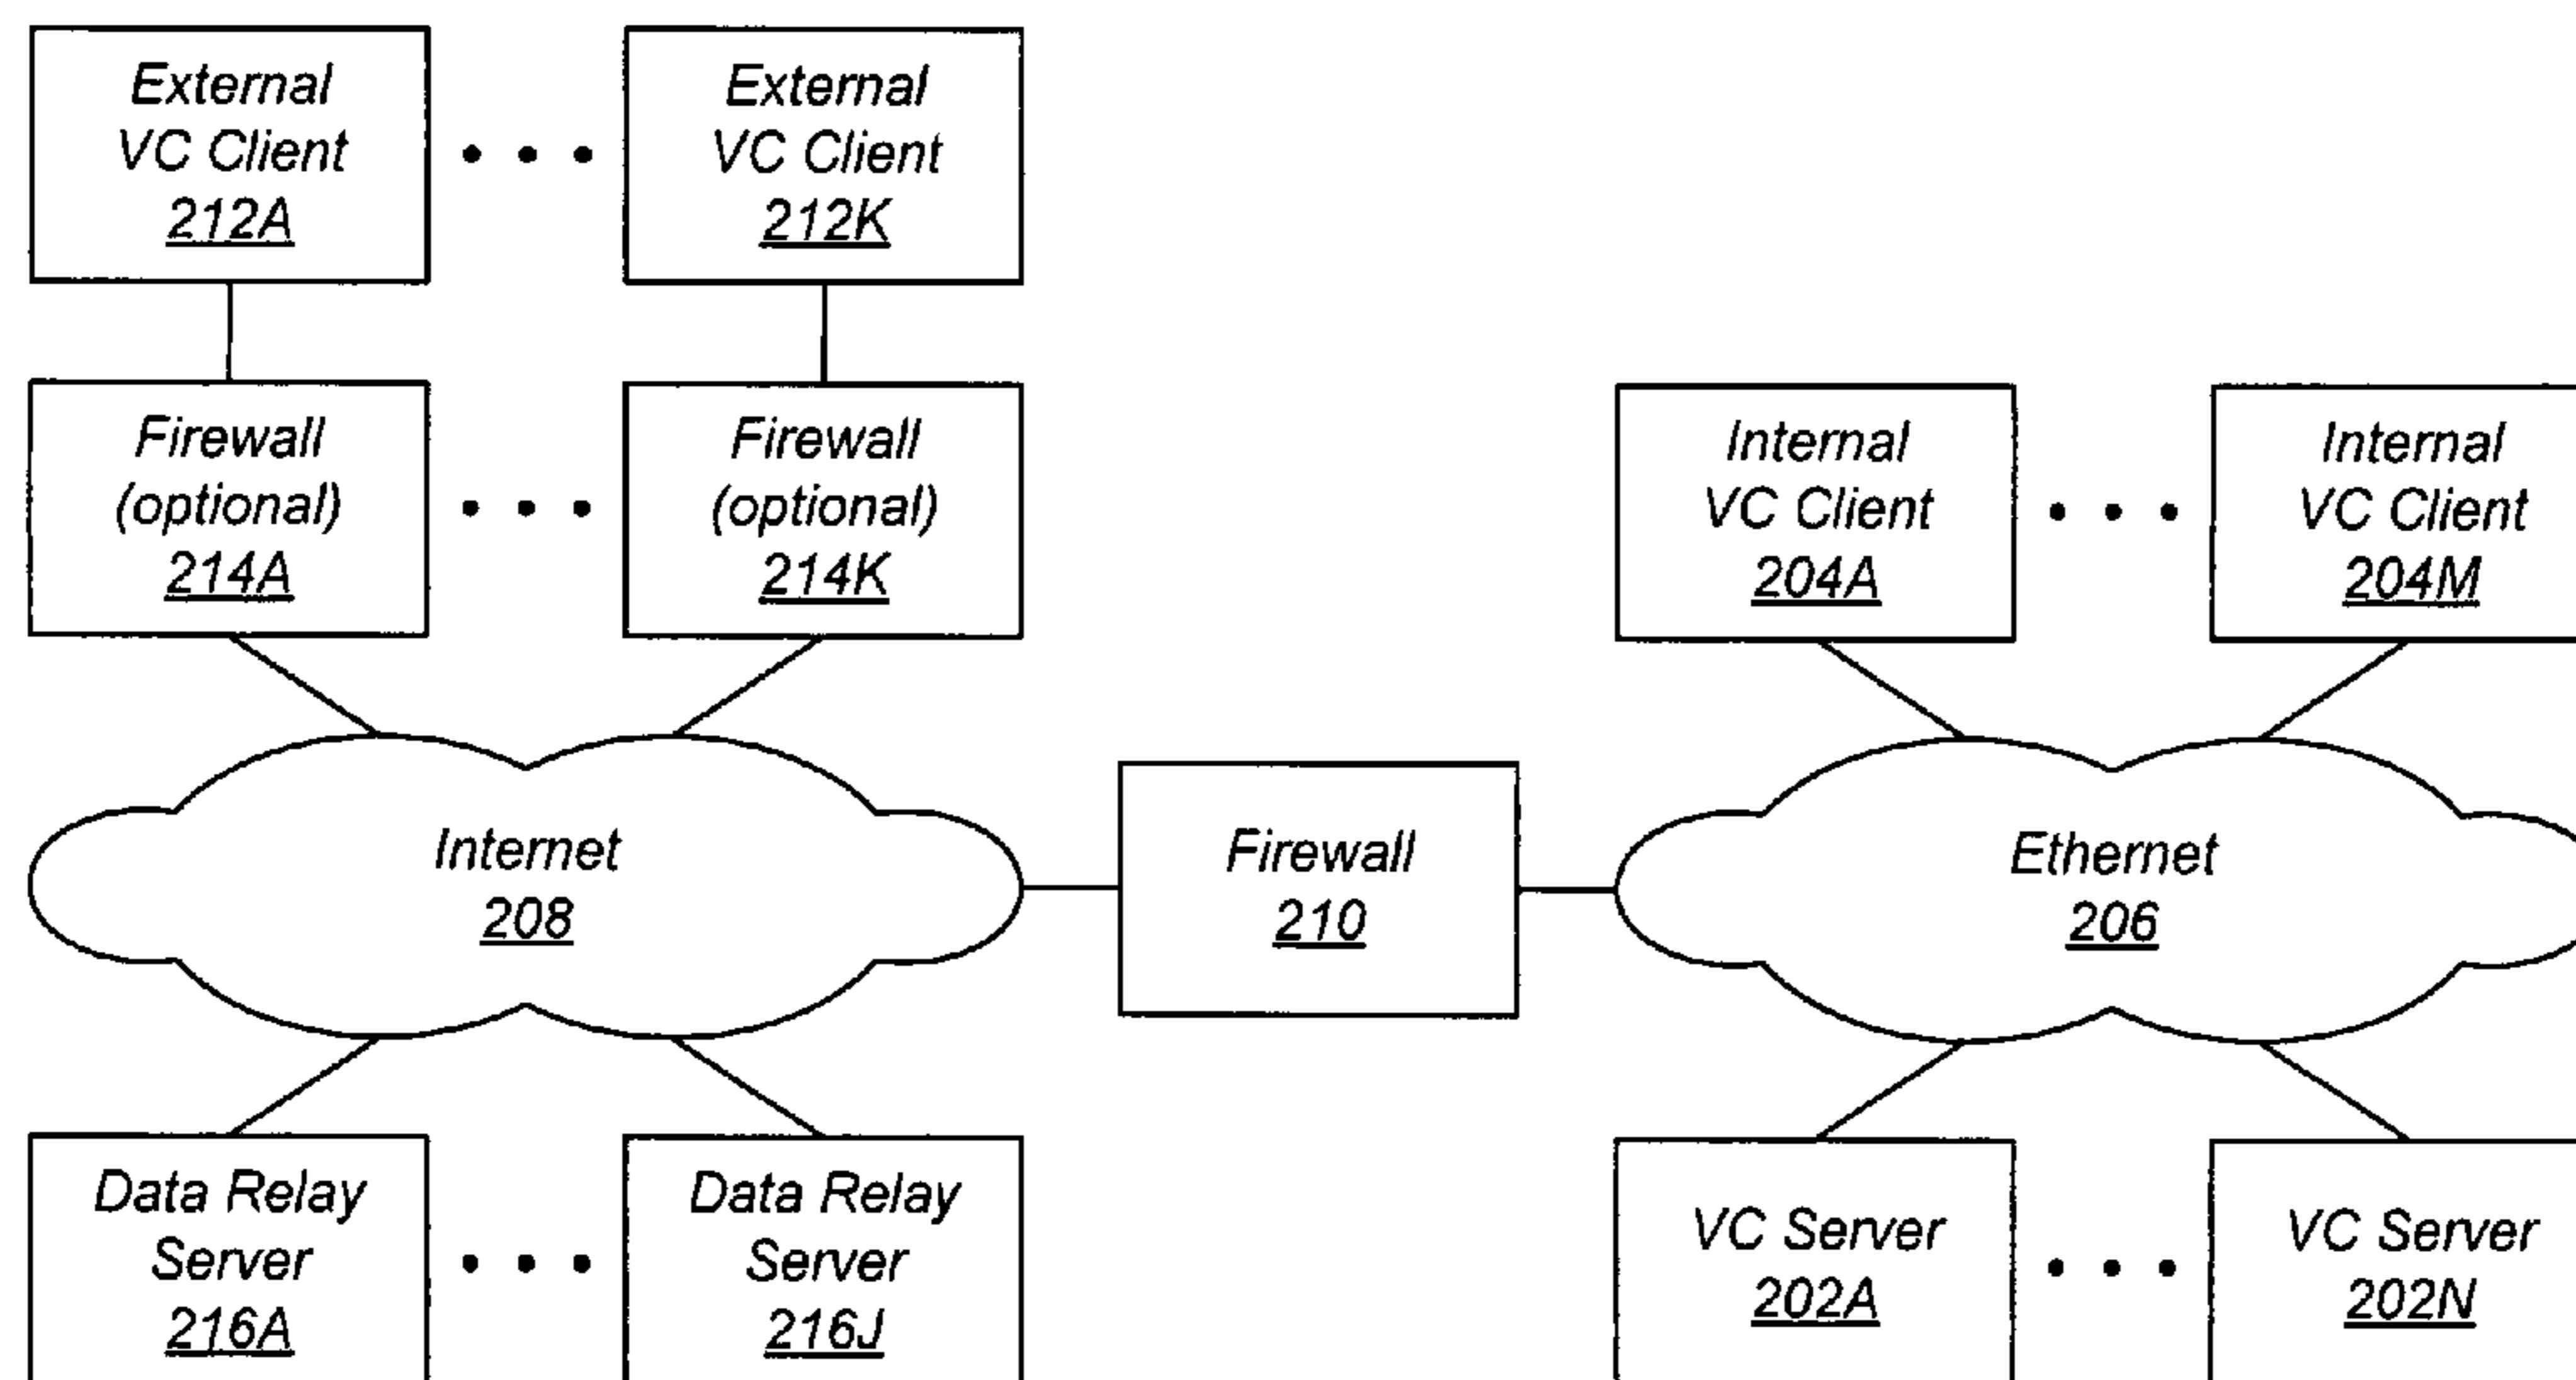 External
VC Client
212A
External
VC Client
212K
Firewall
(optional)
214A
Firewall
(optional)
214K
Internal
VC Client
204A
Internal
VC Client
204M
Internet
208
Firewall
210
Ethernet
206
Data Relay
Server
216A
Data Relay
Server
216J
VC Server
202A
VC Server
202N